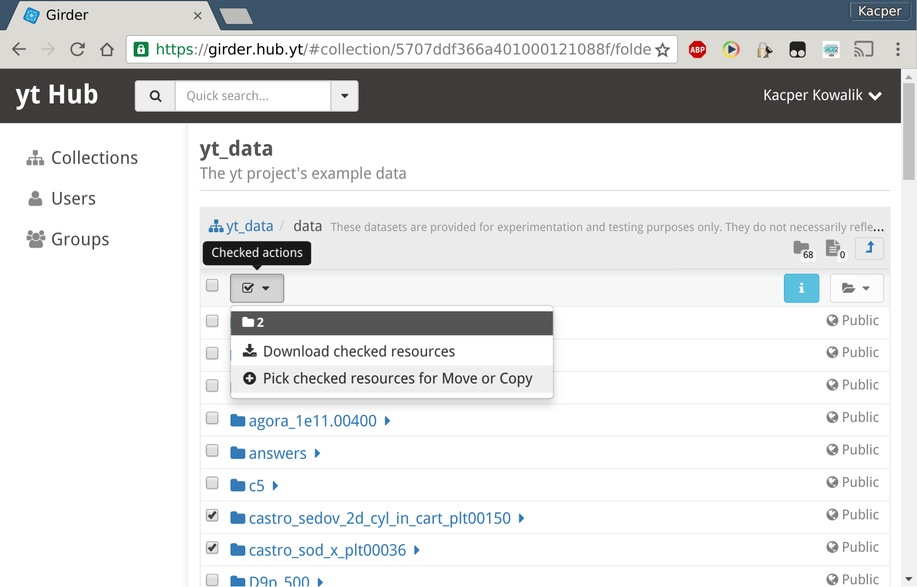 Girder
Kacper
https://girder.hub.yt/#collection/5707ddf366a401000121088f/folde
ABP
yt Hub
Quick search...
Kacper Kowalik
Collections
Users
Groups
yt_data
The yt project's example data
yt_data / data These datasets are provided for experimentation and testing purposes only. They do not necessarily refle...
68 0
Checked actions
i
2
Public
Download checked resources
Public
Pick checked resources for Move or Copy
Public
agora_1e11.00400
Public
answers
Public
c5
Public
castro_sedov_2d_cyl_in_cart_plt00150
Public
castro_sod_x_plt00036
Public
D9p_500
Public